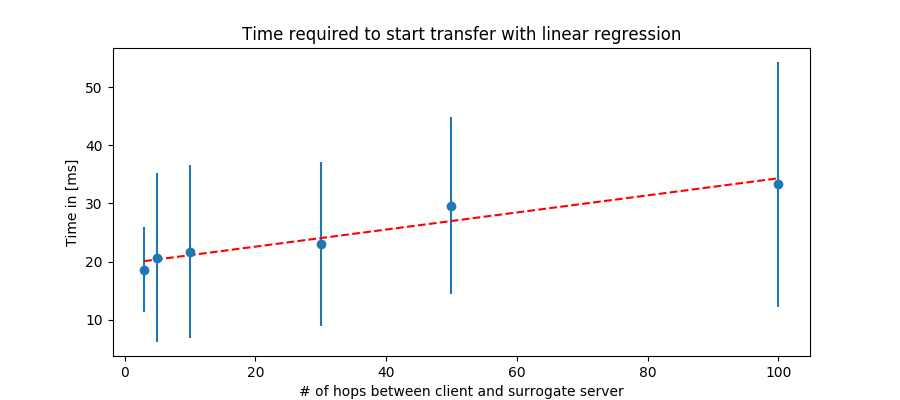 Time required to start transfer with linear regression
Time in [ms]
50
40
30
20
10
0 20 40 60 80 100
# of hops between client and surrogate server